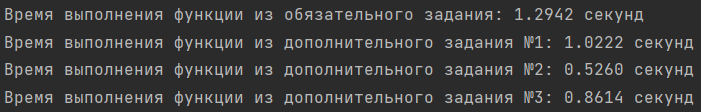 Время выполнения функции из обязательного задания: 1.2942 секунд
Время выполнения функции из дополнительного задания №1: 1.0222 секунд
Время выполнения функции из дополнительного задания №2: 0.5260 секунд
Время выполнения функции из дополнительного задания №3: 0.8614 секунд